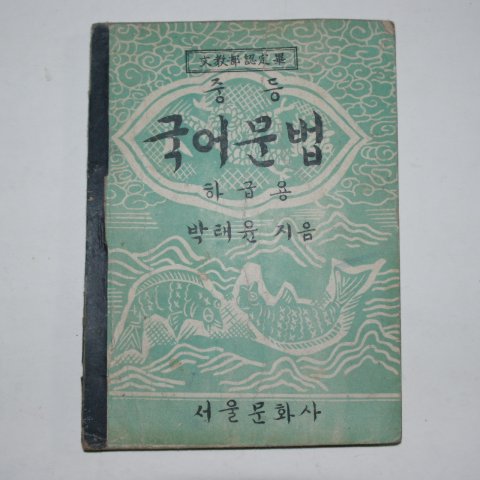 文敎部認定畢
중등
국어문법
하급용
박태윤 지음
서울문화사